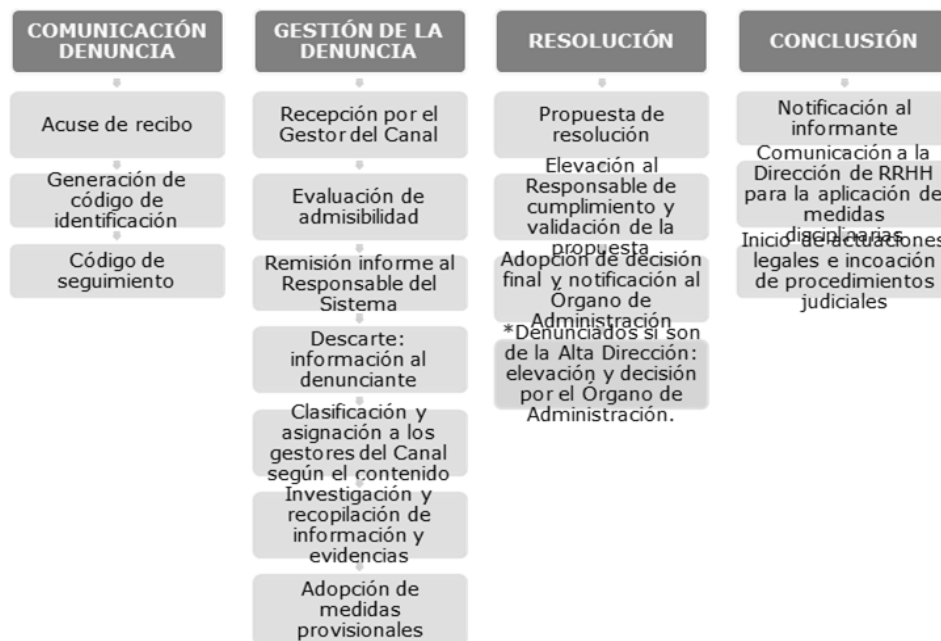 COMUNICACIÓN
DENUNCIA
Acuse de recibo
Generación de
código de
identificación
Código de
seguimiento
GESTIÓN DE LA
DENUNCIA
Recepción por el
Gestor del Canal
Evaluación de
admisibilidad
Remisión informe al
Responsable del
Sistema
Descarte:
información al
denunciante
Clasificación y
asignación a los
gestores del Canal
según el contenido
Investigación y
recopilación de
información y
evidencias
Adopción de
medidas
provisionales
RESOLUCIÓN
Propuesta de
resolución
Elevación al
Responsable de
cumplimiento y
validación de la
propuesta
Adopción de decisión
final y notificación al
Órgano de
Administración
*Denunciados si son
de la Alta Dirección:
elevación y decisión
por el Órgano de
Administración.
CONCLUSIÓN
Notificación al
informante
Comunicación a la
Dirección de RRHH
para la aplicación de
medidas
disciplinarias
Inicio de actuaciones
legales e incoación
de procedimientos
judiciales